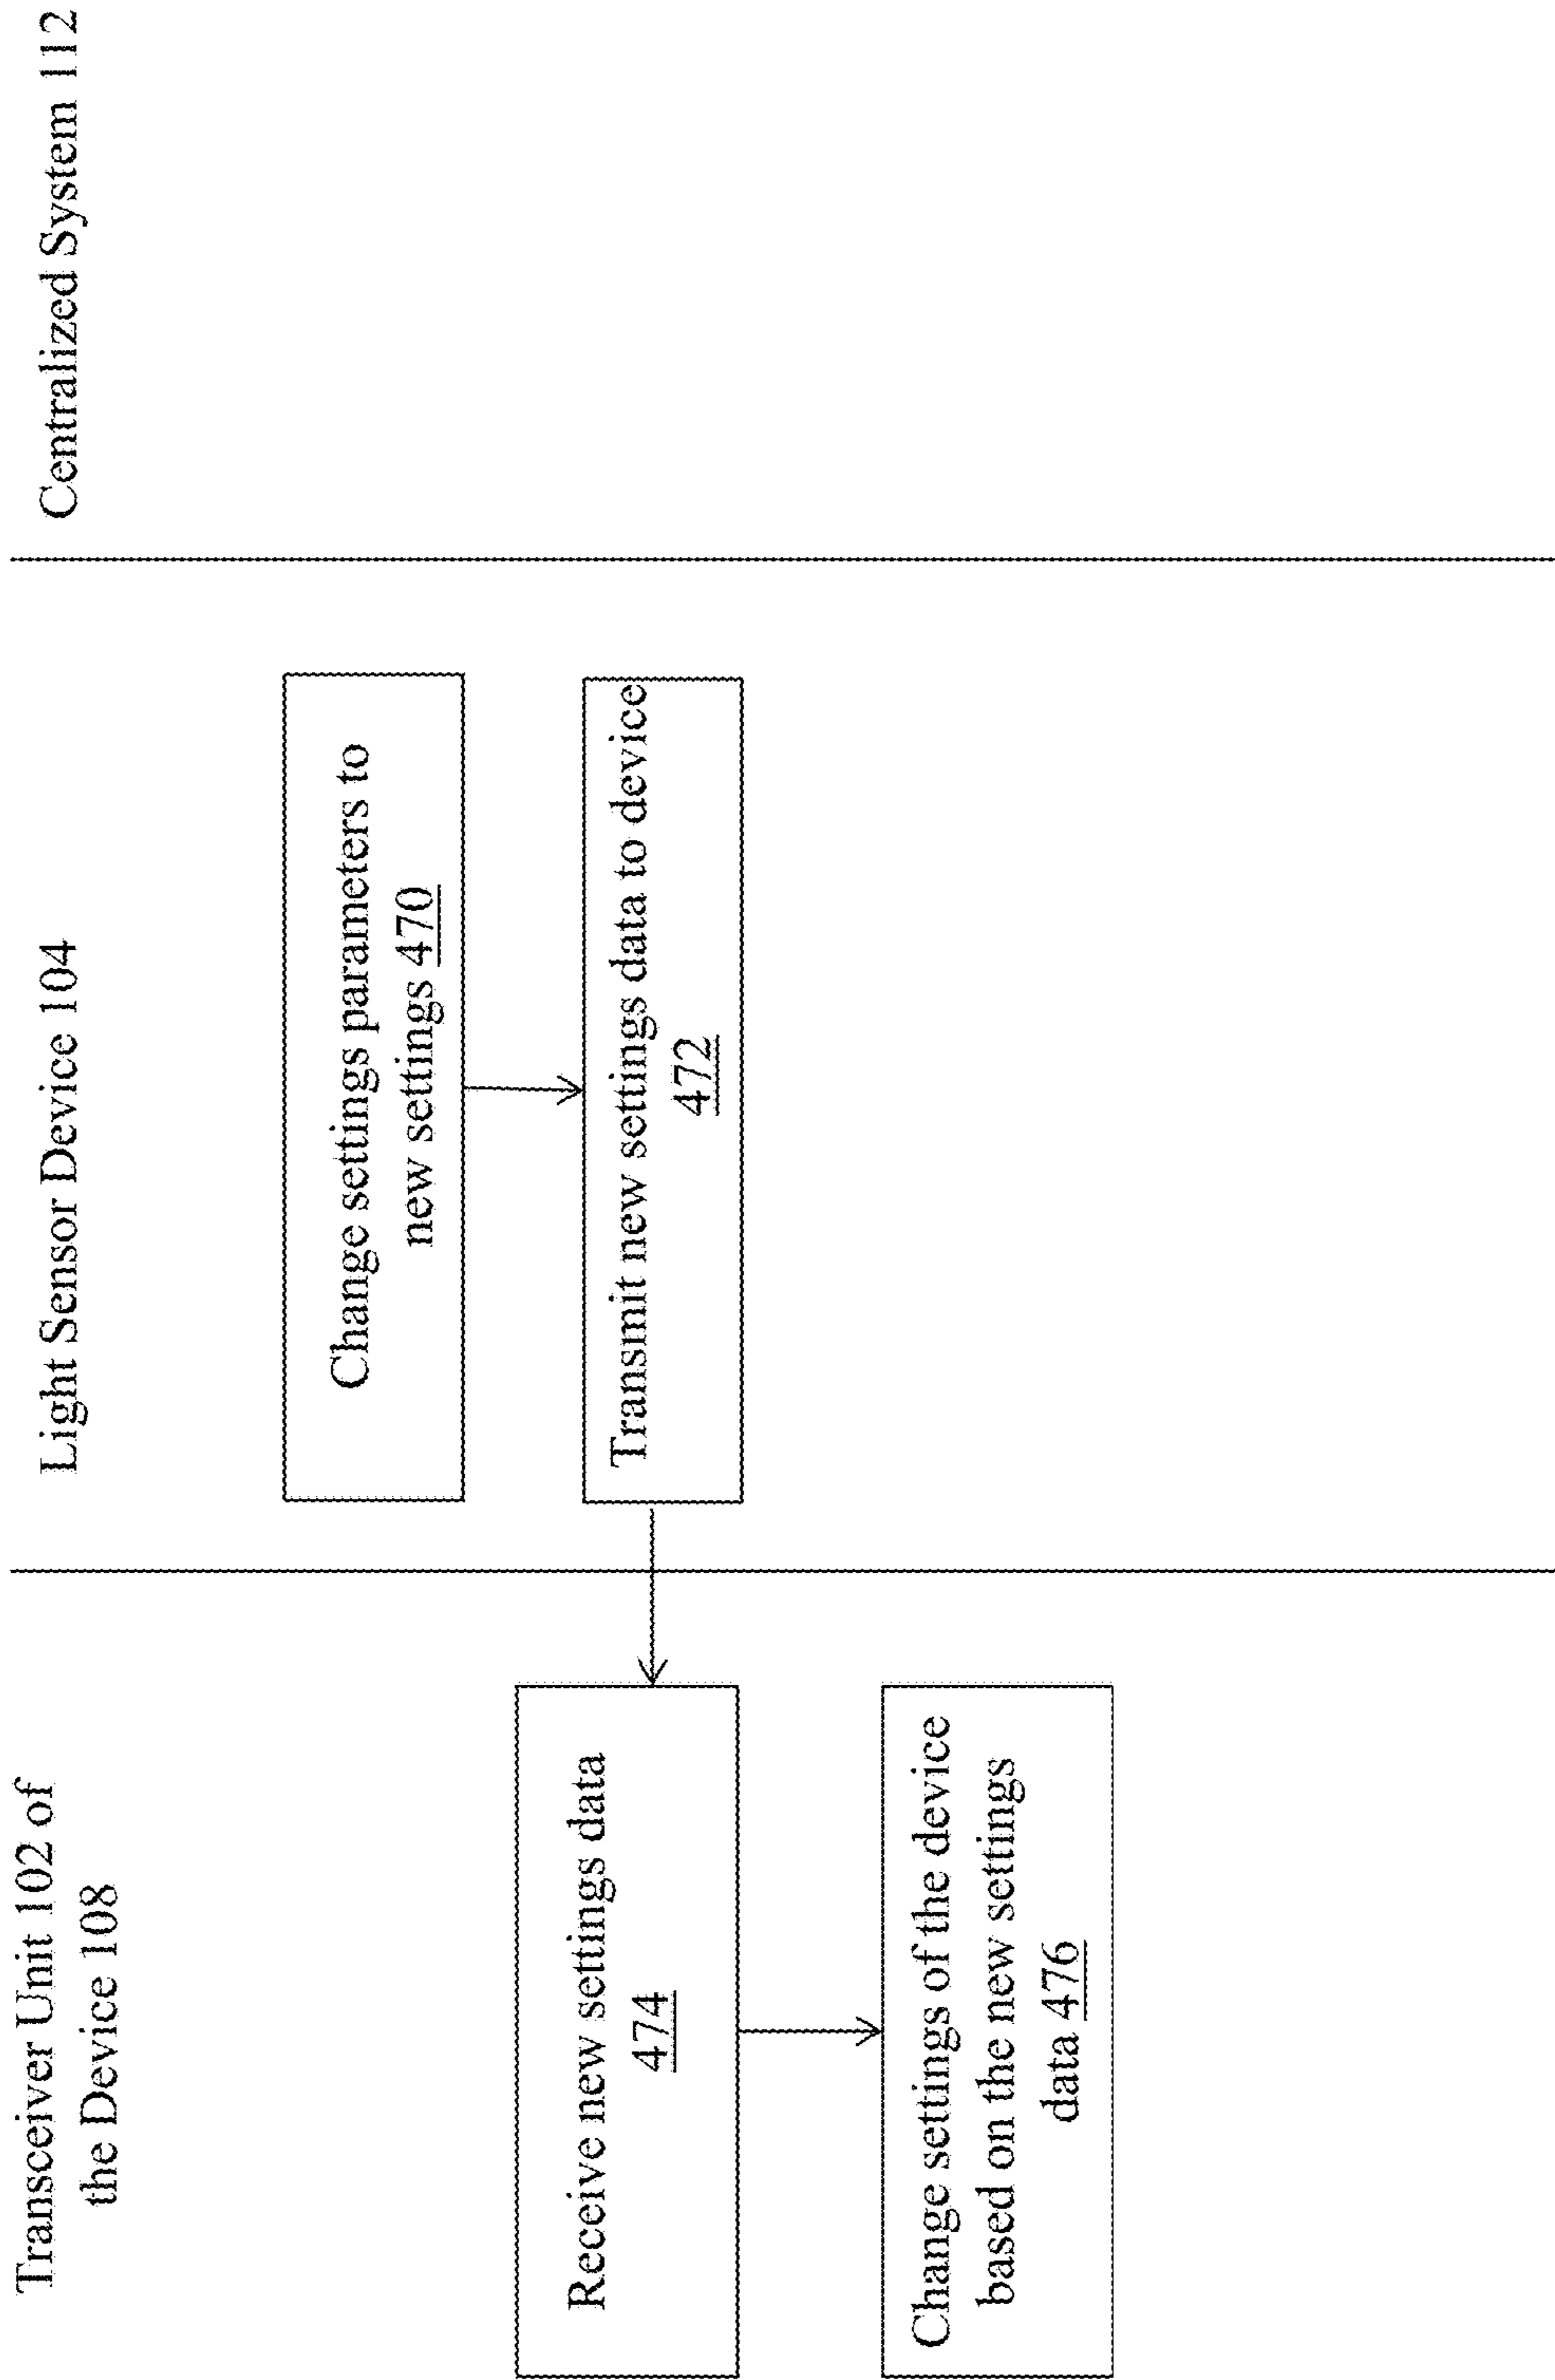 Transceiver Unit 102 of
the Device 108
Light Sensor Device 104
Centralized System 112
Change settings parameters to
new settings 470
Transmit new settings data to device
472
Receive new settings data
474
Change settings of the device
based on the new settings
data 476